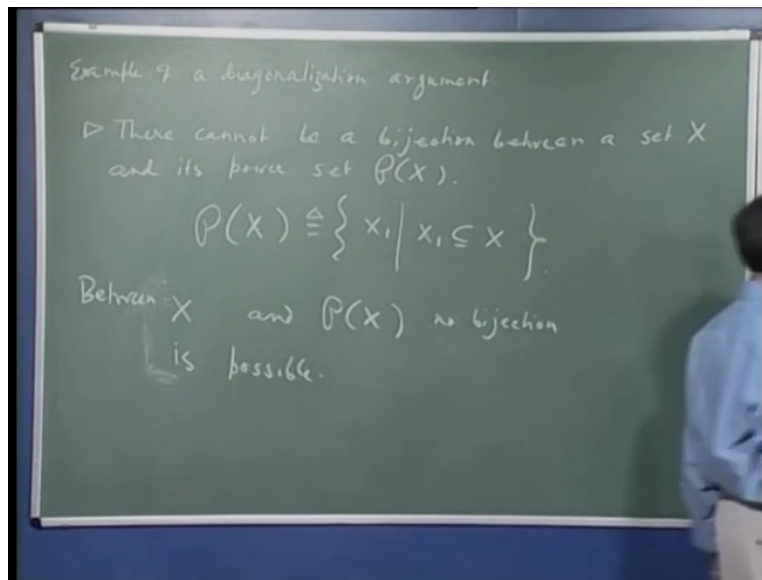 Example of a diagonalization argument.
▷ There cannot be a bijection between a set X
and its power set P(X).
P(X) ≜ { X₁ | X₁ ⊆ X }.
Between X and P(X) no bijection
is possible.